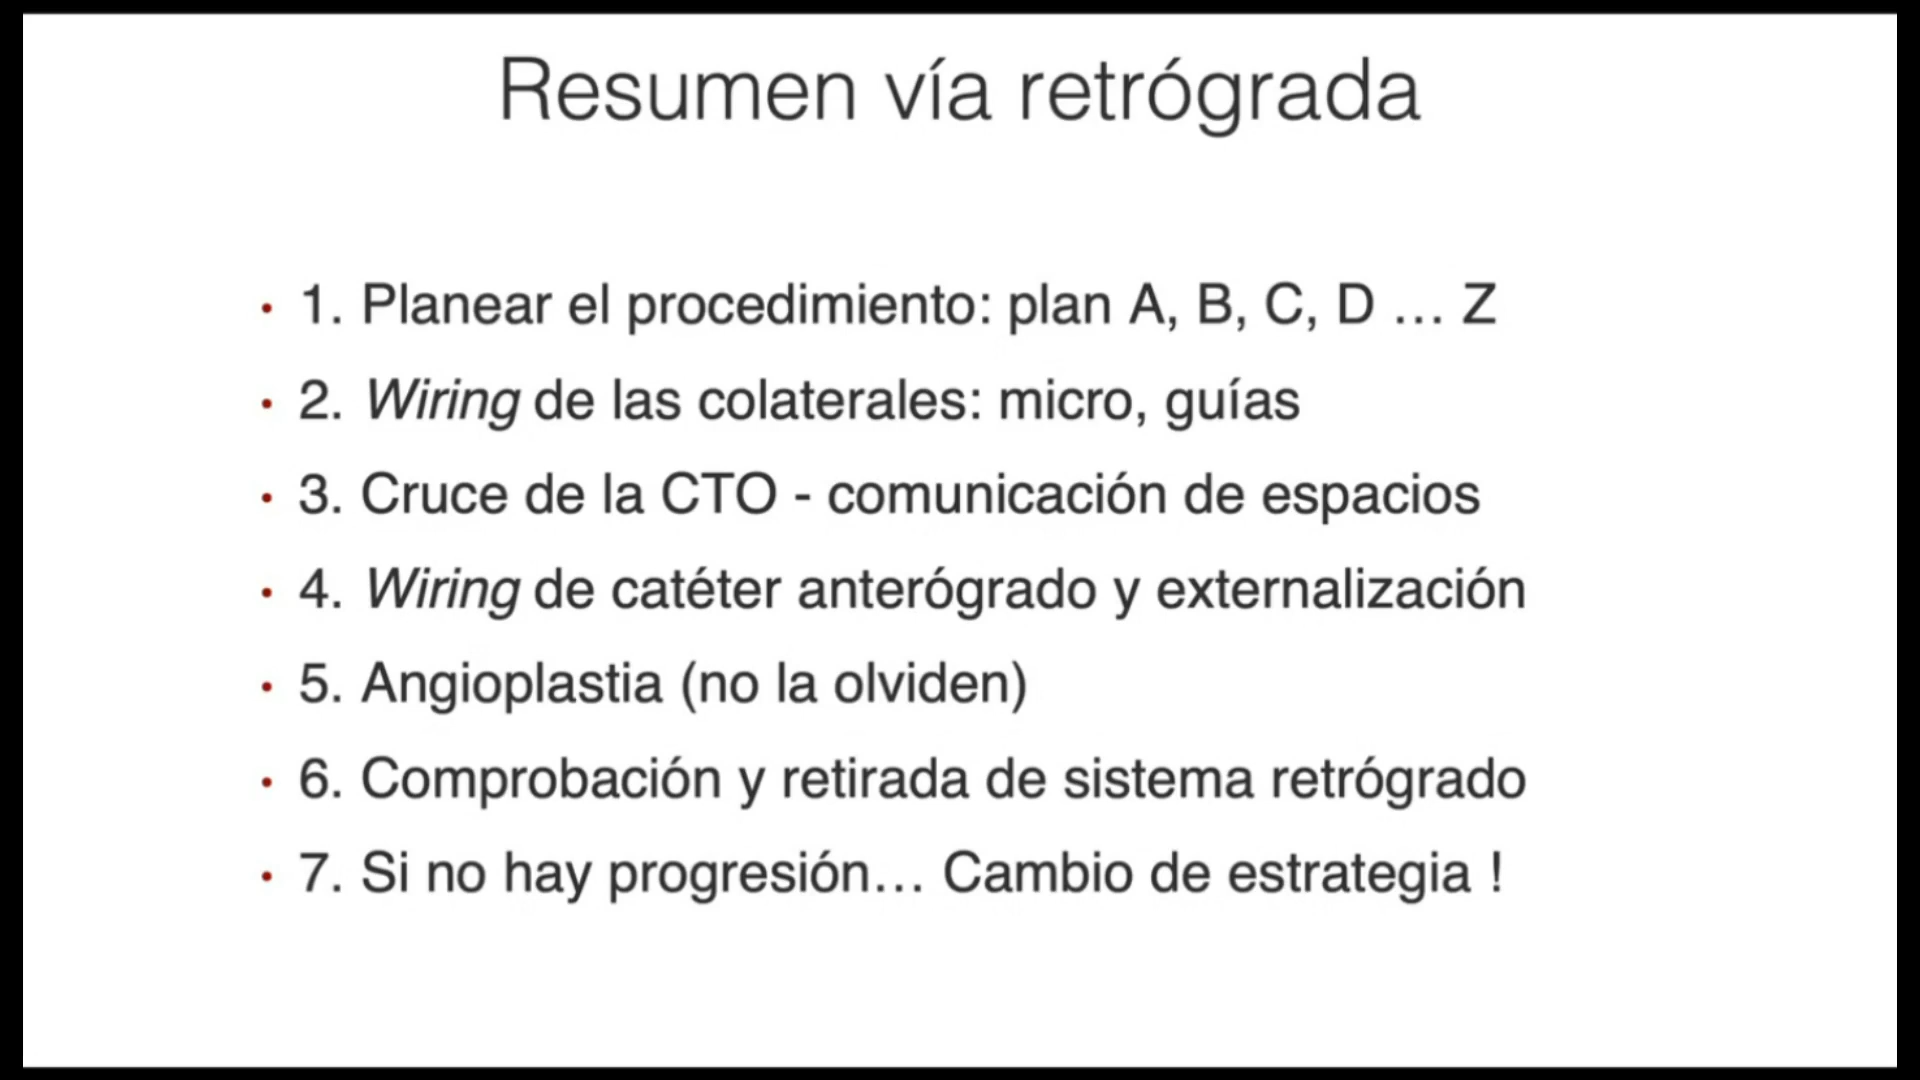 Resumen vía retrógrada
• 1. Planear el procedimiento: plan A, B, C, D … Z
• 2. Wiring de las colaterales: micro, guías
• 3. Cruce de la CTO - comunicación de espacios
• 4. Wiring de catéter anterógrado y externalización
• 5. Angioplastia (no la olviden)
• 6. Comprobación y retirada de sistema retrógrado
• 7. Si no hay progresión… Cambio de estrategia !